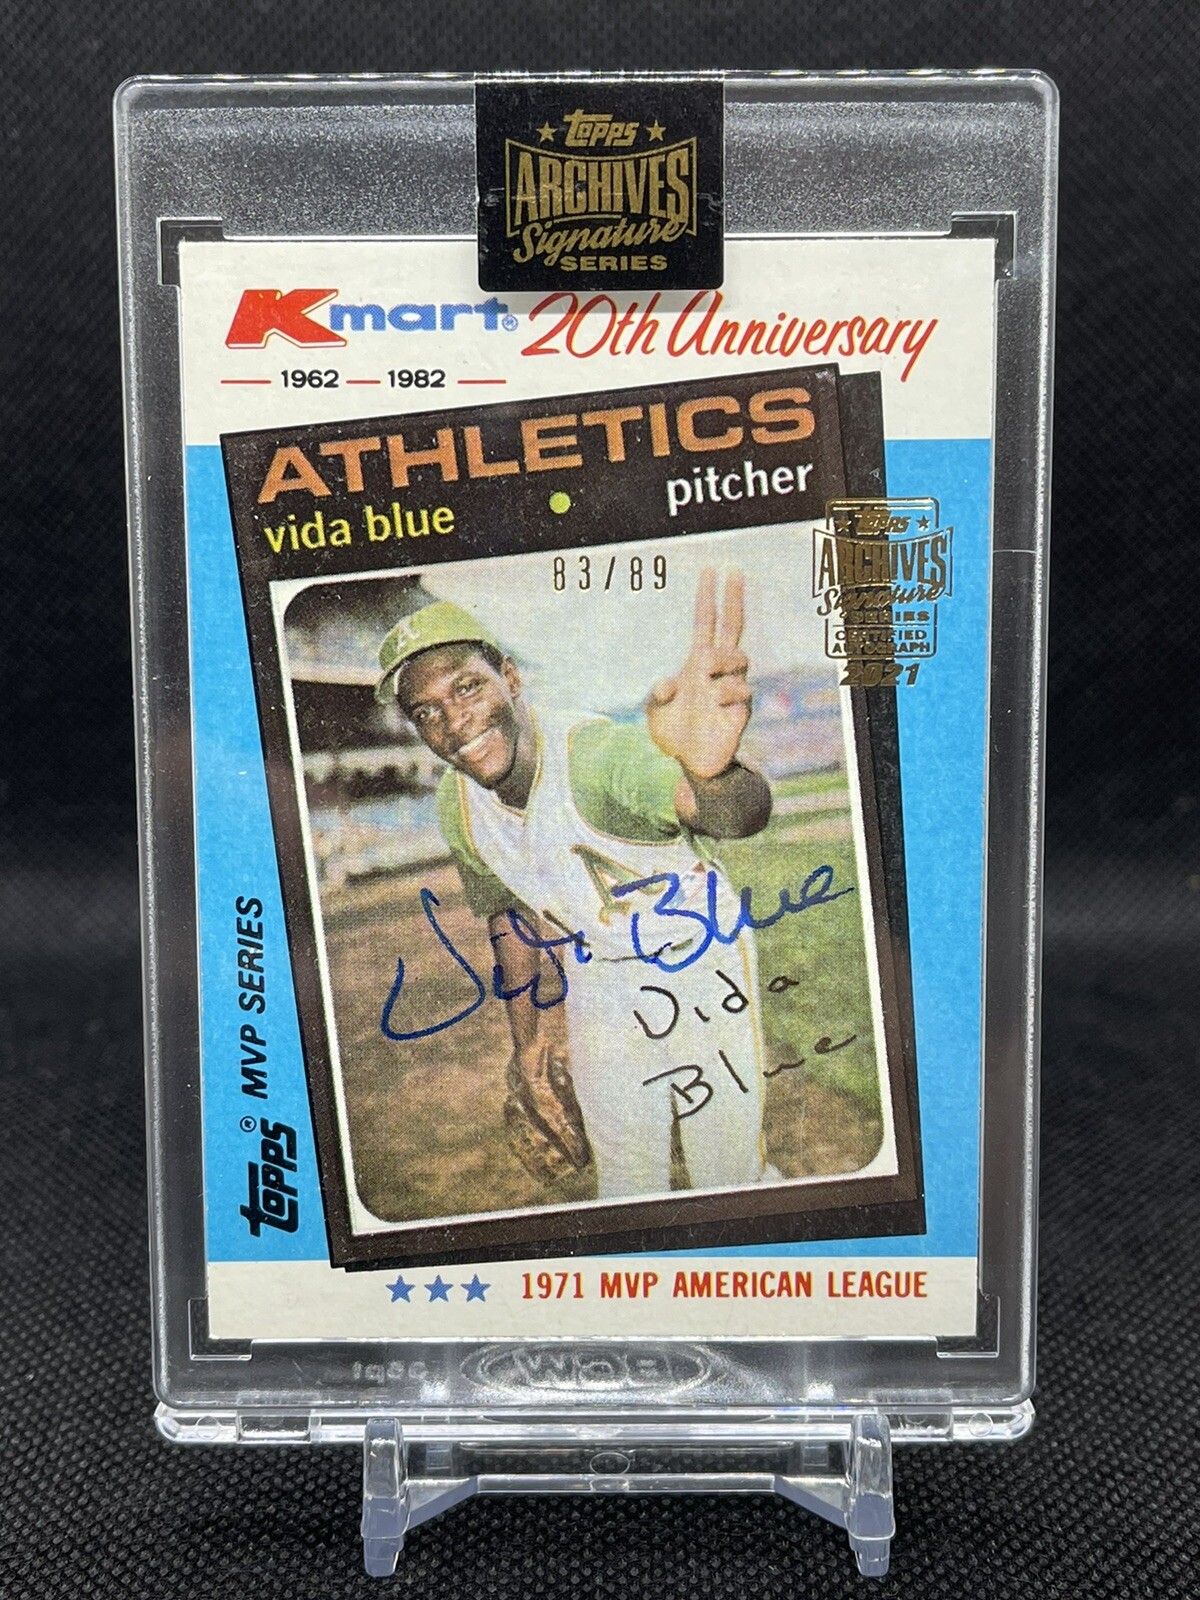 Topps
ARCHIVES
Signature
SERIES
Kmart® 20th Anniversary
1962 — 1982
ATHLETICS
vida blue • pitcher
83/89
Topps
ARCHIVES
Signature
SERIES
CERTIFIED
AUTOGRAPH
2021
A
A
Vida Blue
Vida
Blue
Topps® MVP SERIES
★★★ 1971 MVP AMERICAN LEAGUE